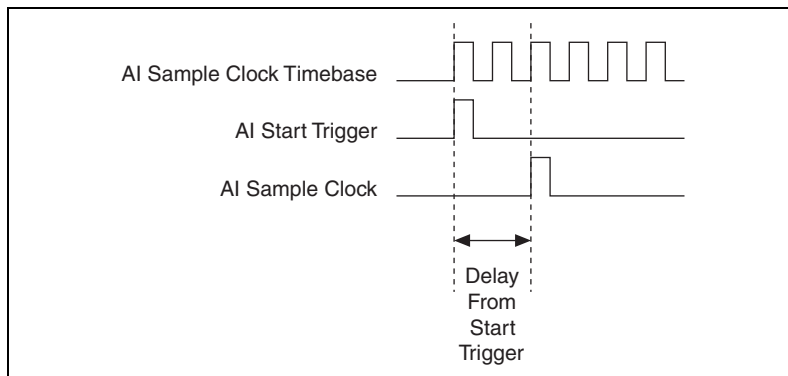 AI Sample Clock Timebase
AI Start Trigger
AI Sample Clock
Delay
From
Start
Trigger